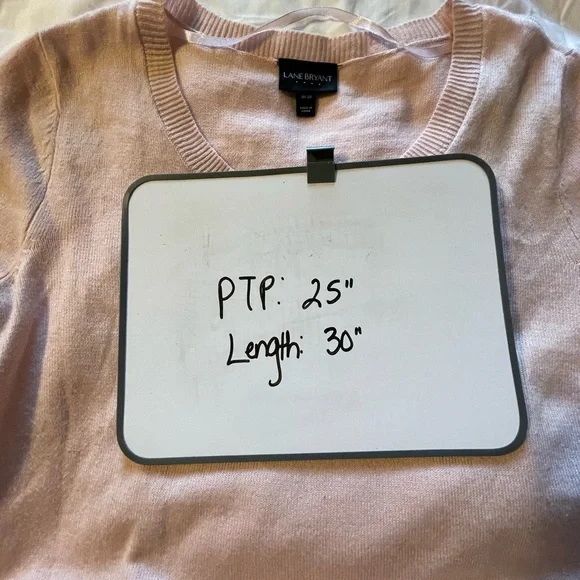 LANE BRYANT
PTP: 25"
Length: 30"